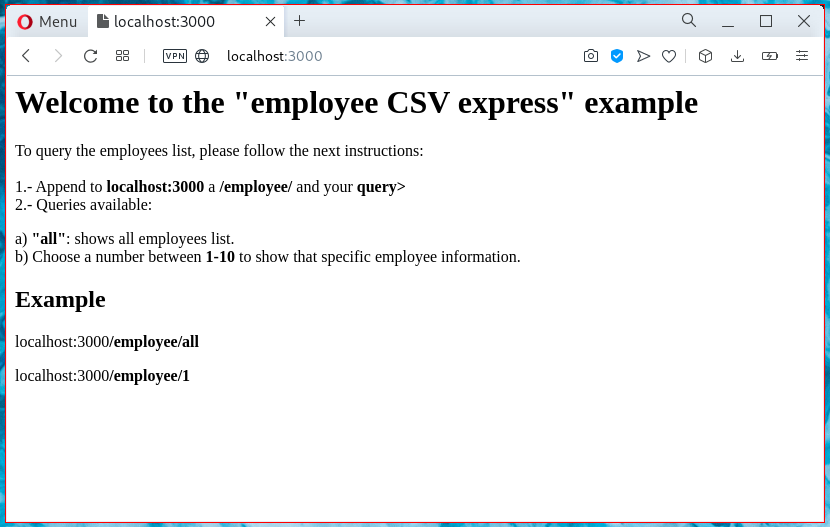 Menu
localhost:3000
VPN
localhost:3000
Welcome to the "employee CSV express" example
To query the employees list, please follow the next instructions:
1.- Append to localhost:3000 a /employee/ and your query>
2.- Queries available:
a) "all": shows all employees list.
b) Choose a number between 1-10 to show that specific employee information.
Example
localhost:3000/employee/all
localhost:3000/employee/1